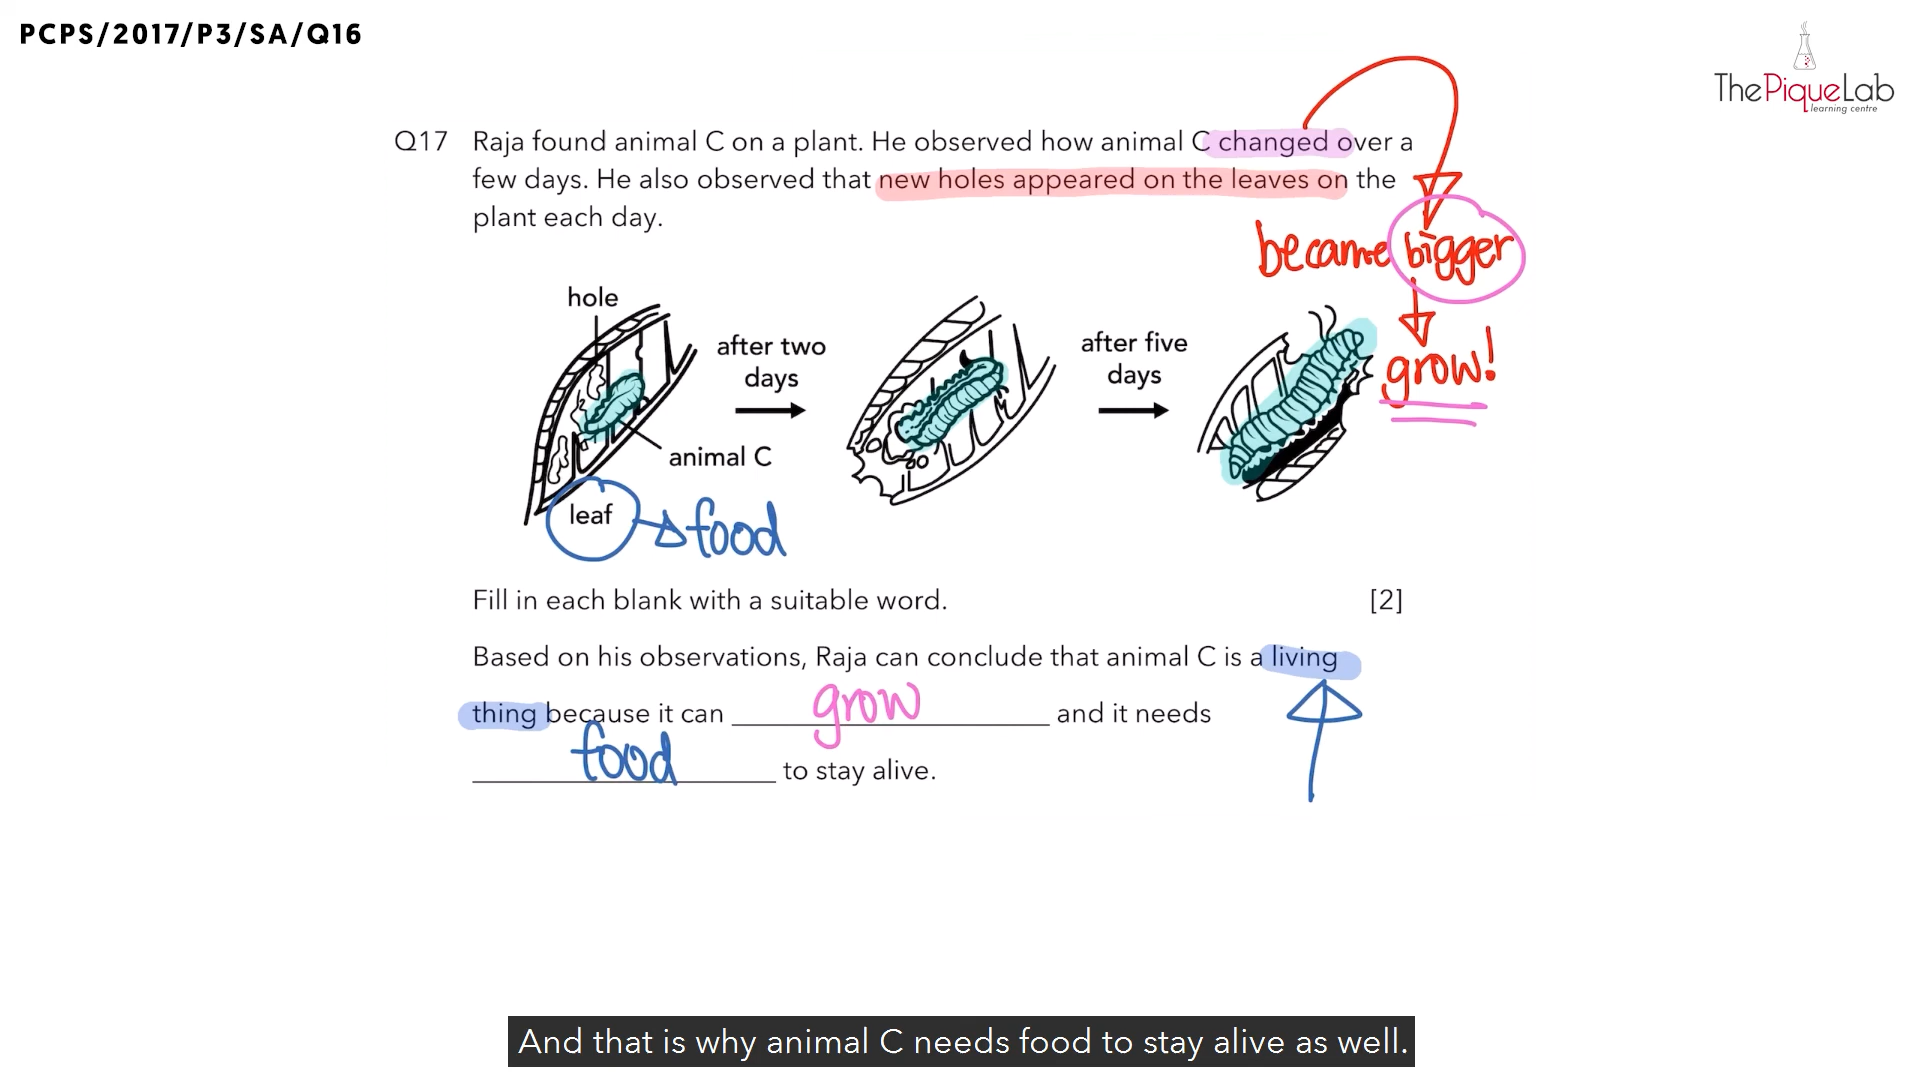 PCPS/2017/P3/SA/Q16
ThePiqueLab
learning centre
Q17 Raja found animal C on a plant. He observed how animal C changed over a
few days. He also observed that new holes appeared on the leaves on the
plant each day.
became bigger
grow!
hole
after two
days
after five
days
animal C
leaf
food
Fill in each blank with a suitable word. [2]
Based on his observations, Raja can conclude that animal C is a living
thing because it can grow and it needs
food to stay alive.
And that is why animal C needs food to stay alive as well.